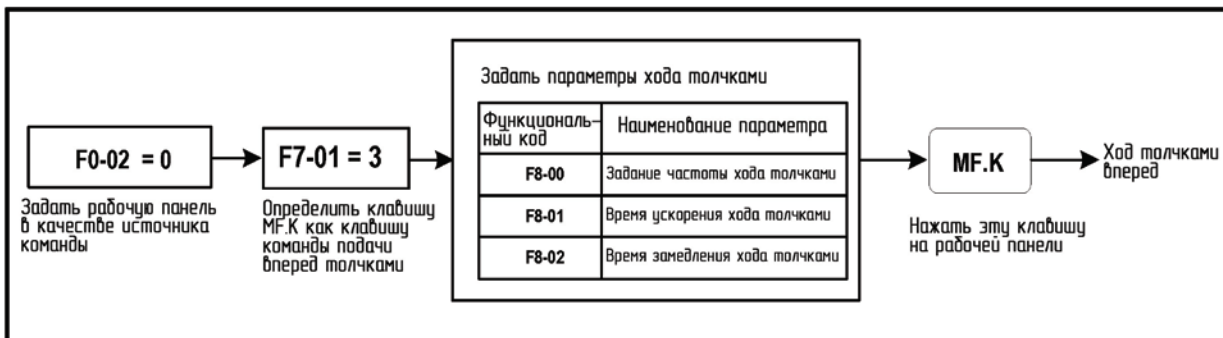 F0-02 = 0
Задать рабочую панель
в качестве источника
команды
F7-01 = 3
Определить клавишу
MF.K как клавишу
команды подачи
вперед толчками
Задать параметры хода толчками
Функциональ-
ный код
Наименование параметра
F8-00
Задание частоты хода толчками
F8-01
Время ускорения хода толчками
F8-02
Время замедления хода толчками
MF.K
Нажать эту клавишу
на рабочей панели
Ход толчками
вперед